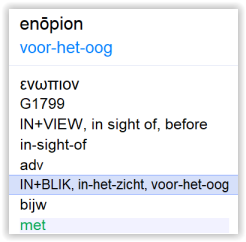 enōpion
voor-het-oog
ενωπιον
G1799
IN+VIEW, in sight of, before
in-sight-of
adv
IN+BLIK, in-het-zicht, voor-het-oog
bijw
met